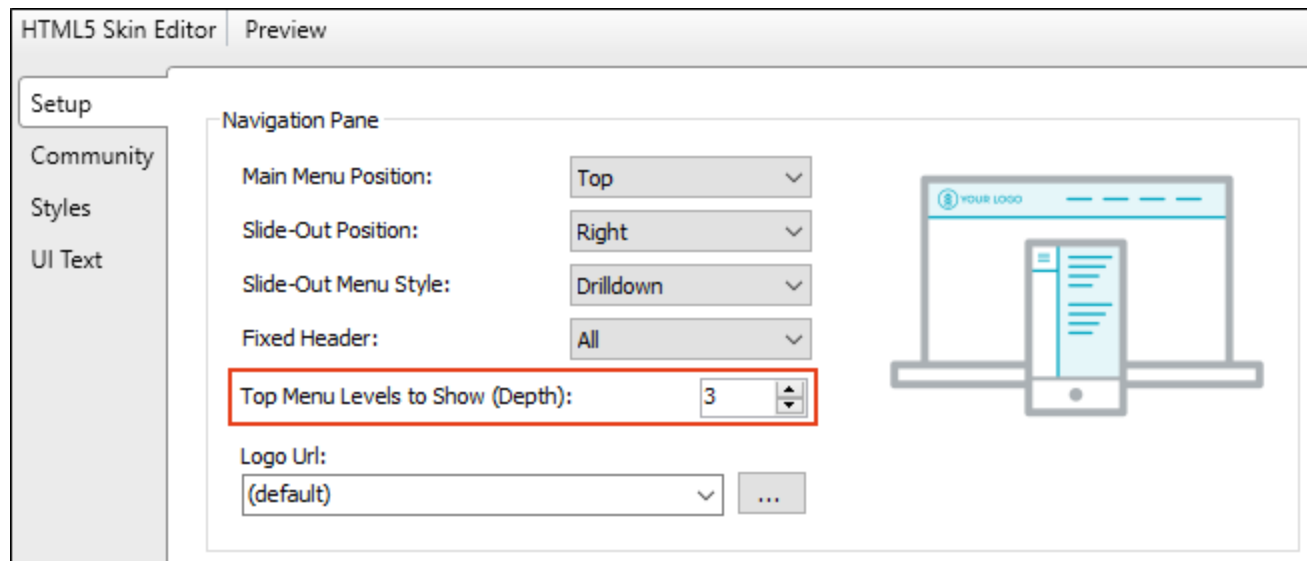 HTML5 Skin Editor Preview
Setup
Community
Styles
UI Text
Navigation Pane
Main Menu Position: Top
Slide-Out Position: Right
Slide-Out Menu Style: Drilldown
Fixed Header: All
Top Menu Levels to Show (Depth): 3
Logo Url:
(default) ...
YOUR LOGO